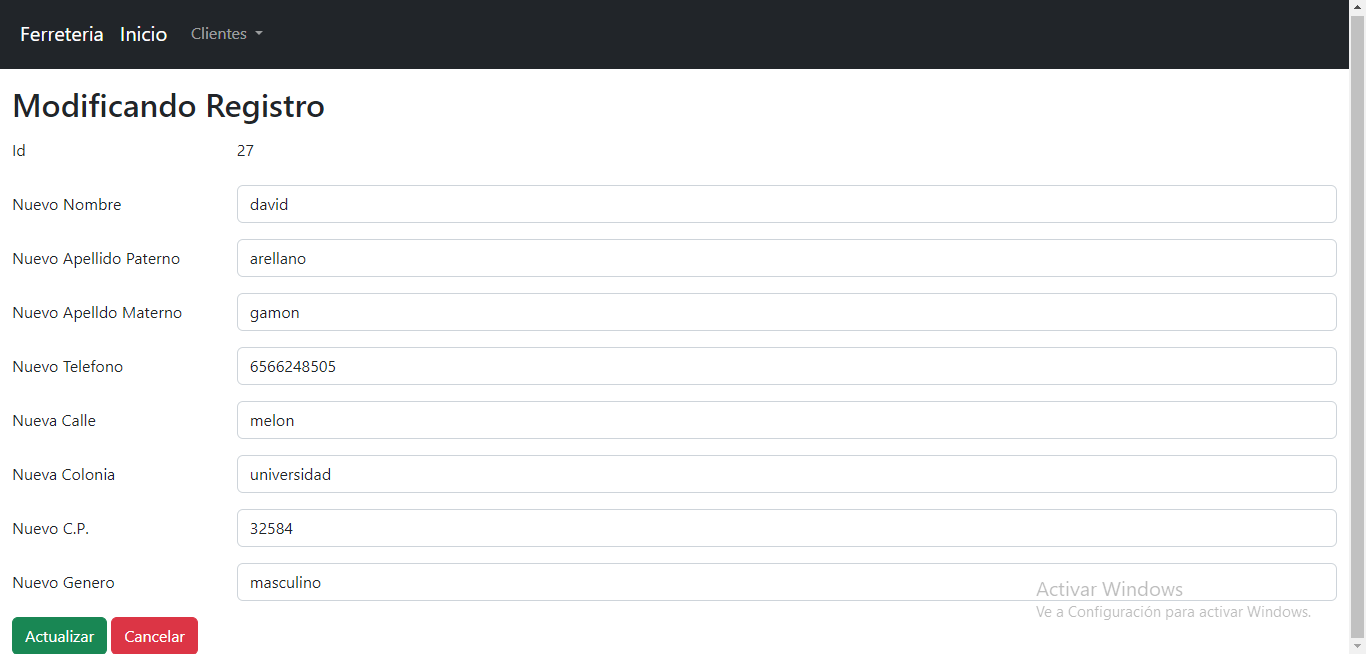 Ferreteria Inicio Clientes
Modificando Registro
Id 27
Nuevo Nombre david
Nuevo Apellido Paterno arellano
Nuevo Apelldo Materno gamon
Nuevo Telefono 6566248505
Nueva Calle melon
Nueva Colonia universidad
Nuevo C.P. 32584
Nuevo Genero masculino
Activar Windows
Ve a Configuración para activar Windows.
Actualizar Cancelar